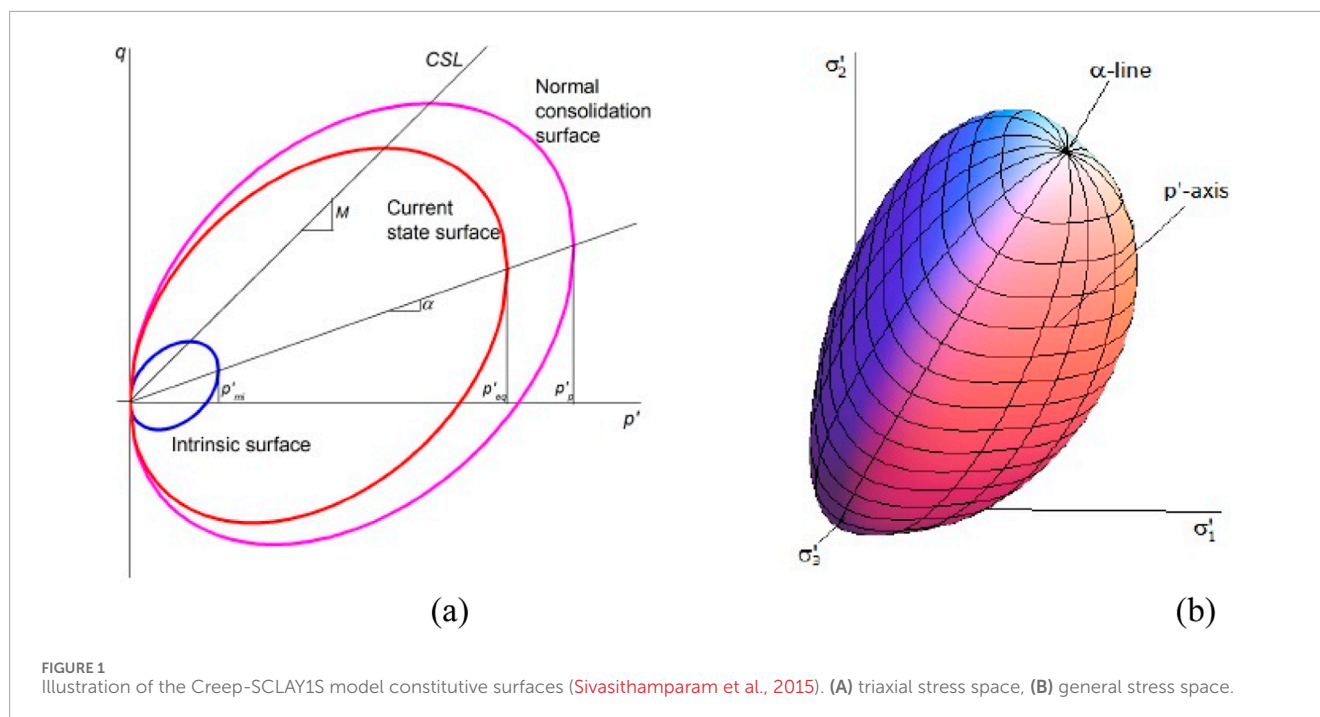 q
CSL
Normal
consolidation
surface
M
Current
state surface
α
p'mi
p'eq
p'p
p'
Intrinsic surface
(a)
σ'2
α-line
p'-axis
σ'1
σ'3
(b)
FIGURE 1
Illustration of the Creep-SCLAY1S model constitutive surfaces (Sivasithamparam et al., 2015). (A) triaxial stress space, (B) general stress space.